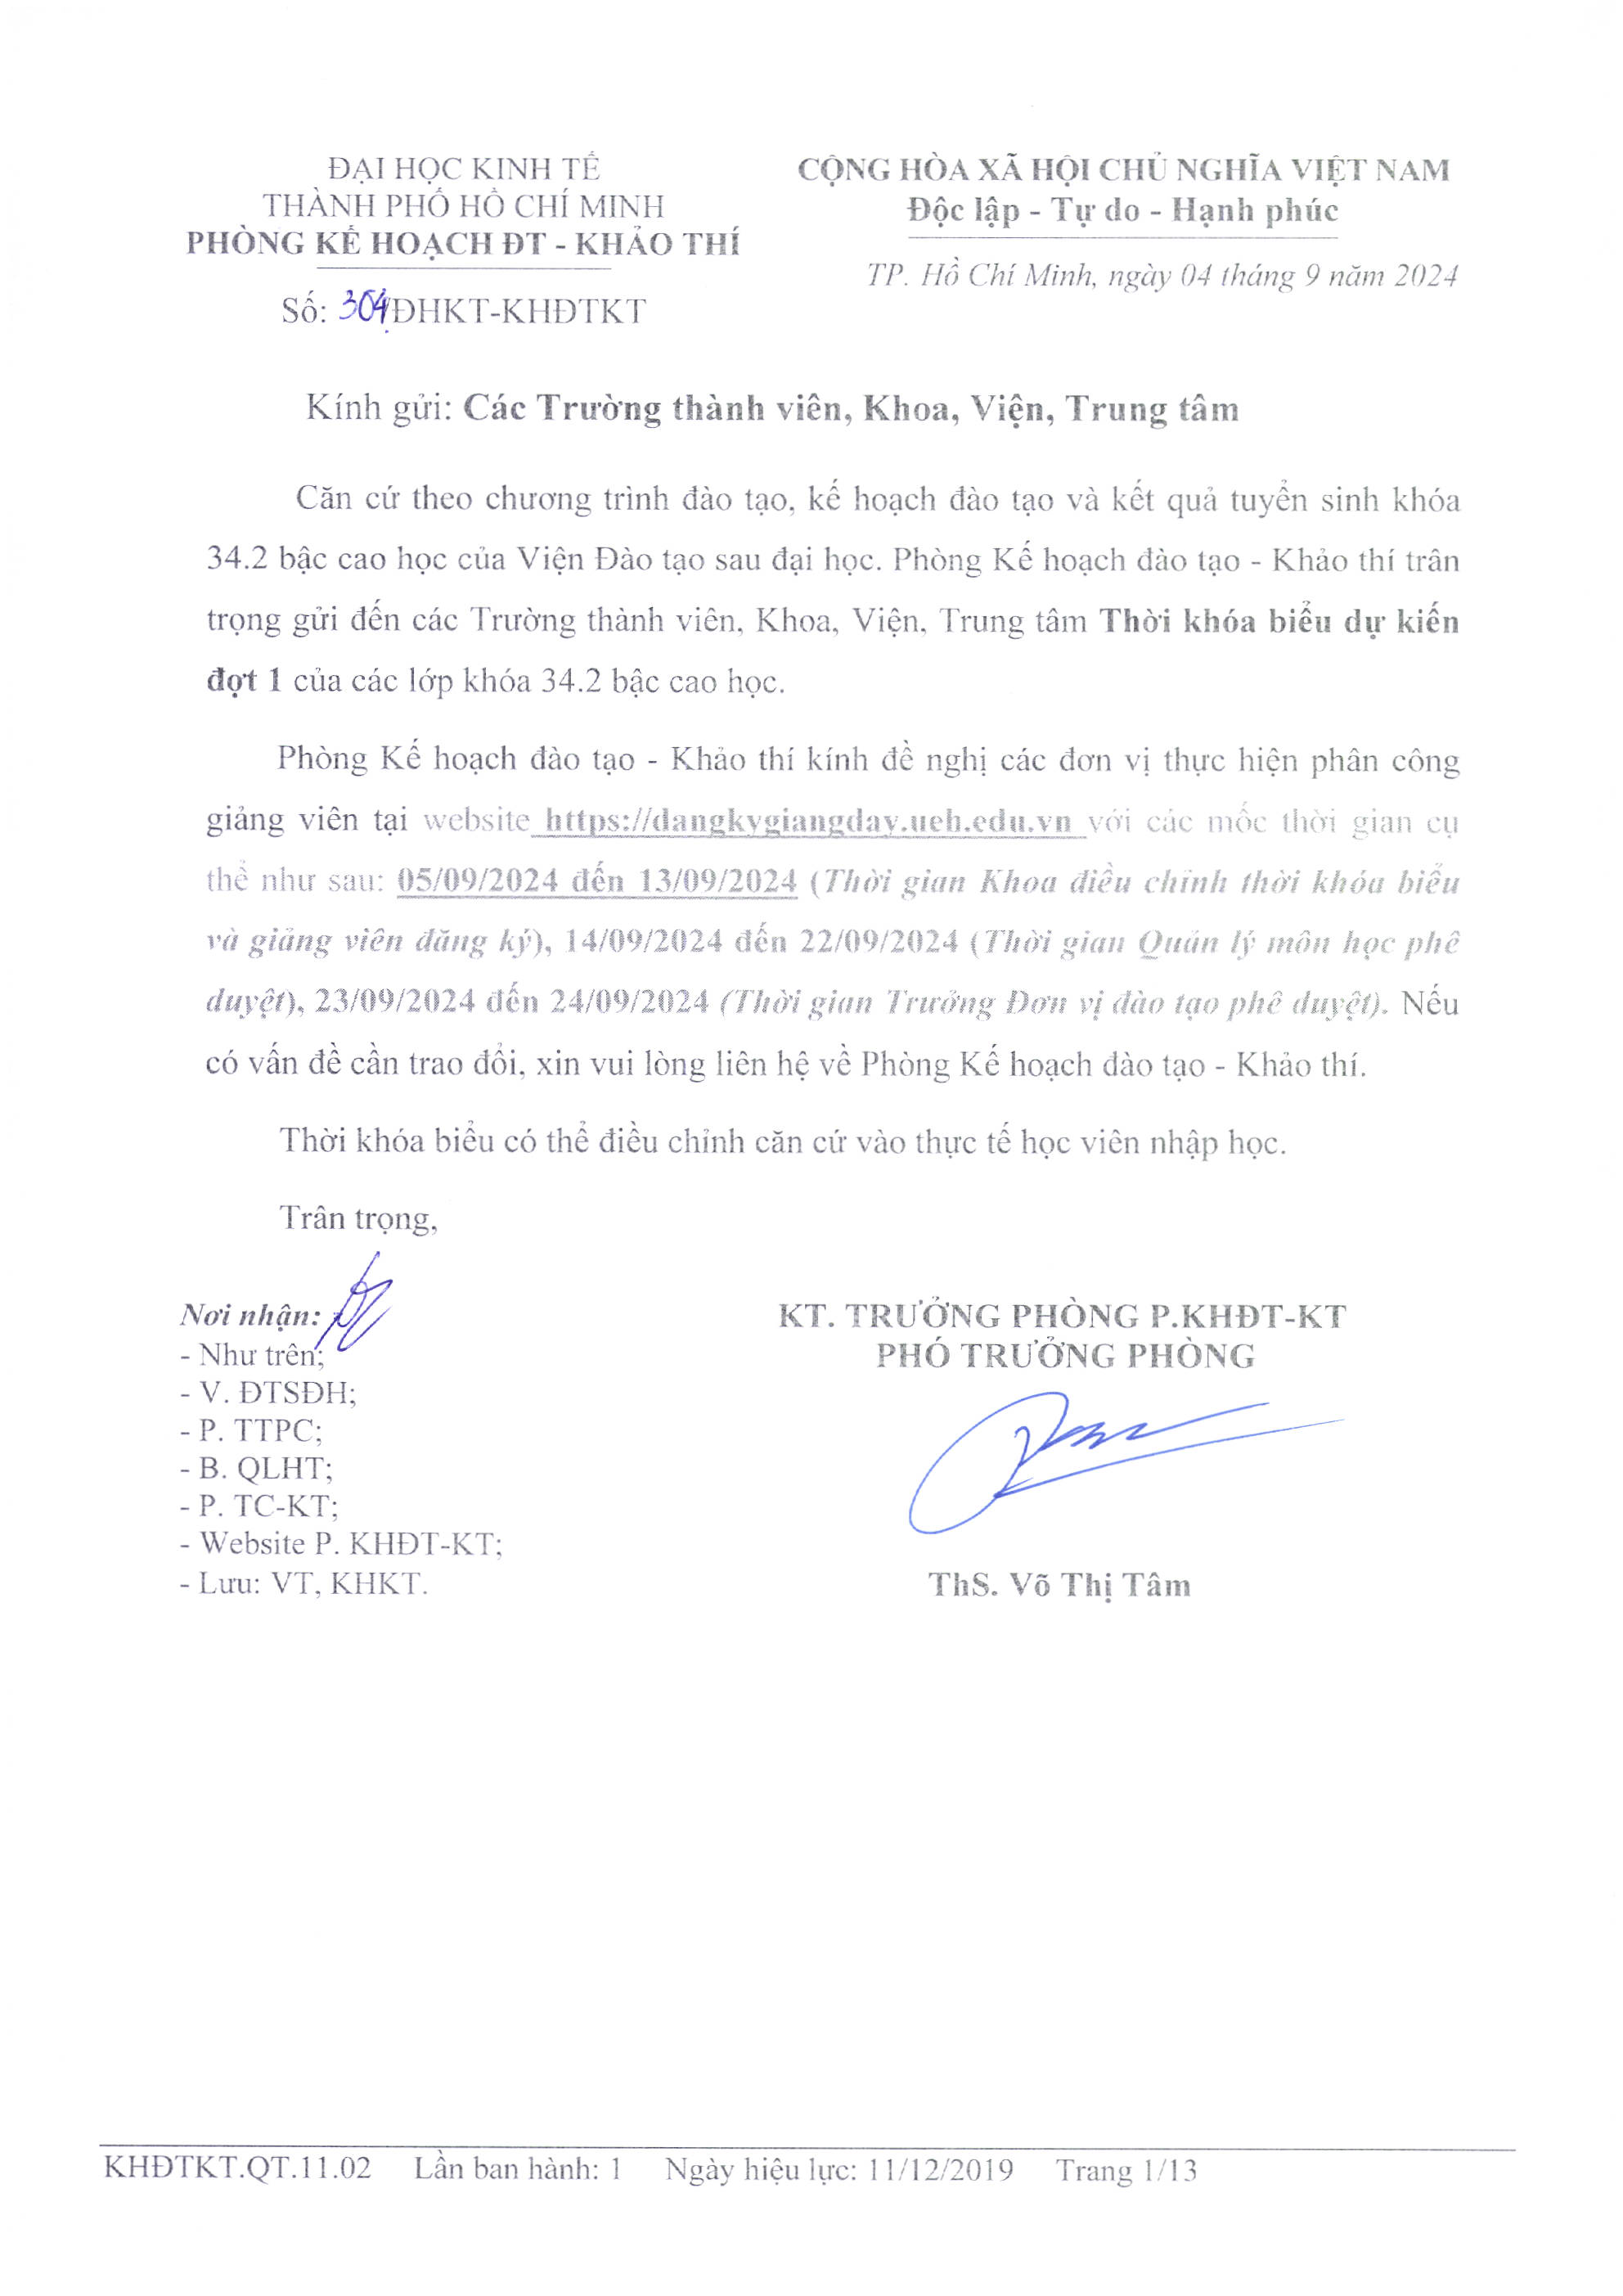 ĐẠI HỌC KINH TẾ
THÀNH PHỐ HỒ CHÍ MINH
PHÒNG KẾ HOẠCH ĐT - KHẢO THÍ
Số: 304/ĐHKT-KHĐTKT
CỘNG HÒA XÃ HỘI CHỦ NGHĨA VIỆT NAM
Độc lập - Tự do - Hạnh phúc
TP. Hồ Chí Minh, ngày 04 tháng 9 năm 2024
Kính gửi: Các Trường thành viên, Khoa, Viện, Trung tâm
Căn cứ theo chương trình đào tạo, kế hoạch đào tạo và kết quả tuyển sinh khóa
34.2 bậc cao học của Viện Đào tạo sau đại học. Phòng Kế hoạch đào tạo - Khảo thí trân
trọng gửi đến các Trường thành viên, Khoa, Viện, Trung tâm Thời khóa biểu dự kiến
đợt 1 của các lớp khóa 34.2 bậc cao học.
Phòng Kế hoạch đào tạo - Khảo thí kính đề nghị các đơn vị thực hiện phân công
giảng viên tại website https://dangkygiangday.ueh.edu.vn với các mốc thời gian cụ
thể như sau: 05/09/2024 đến 13/09/2024 (Thời gian Khoa điều chỉnh thời khóa biểu
và giảng viên đăng ký), 14/09/2024 đến 22/09/2024 (Thời gian Quản lý môn học phê
duyệt), 23/09/2024 đến 24/09/2024 (Thời gian Trưởng Đơn vị đào tạo phê duyệt). Nếu
có vấn đề cần trao đổi, xin vui lòng liên hệ về Phòng Kế hoạch đào tạo - Khảo thí.
Thời khóa biểu có thể điều chỉnh căn cứ vào thực tế học viên nhập học.
Trân trọng,
Nơi nhận:
- Như trên;
- V. ĐTSĐH;
- P. TTPC;
- B. QLHT;
- P. TC-KT;
- Website P. KHĐT-KT;
- Lưu: VT, KHKT.
KT. TRƯỞNG PHÒNG P.KHĐT-KT
PHÓ TRƯỞNG PHÒNG
ThS. Võ Thị Tâm
KHĐTKT.QT.11.02 Lần ban hành: 1 Ngày hiệu lực: 11/12/2019 Trang 1/13